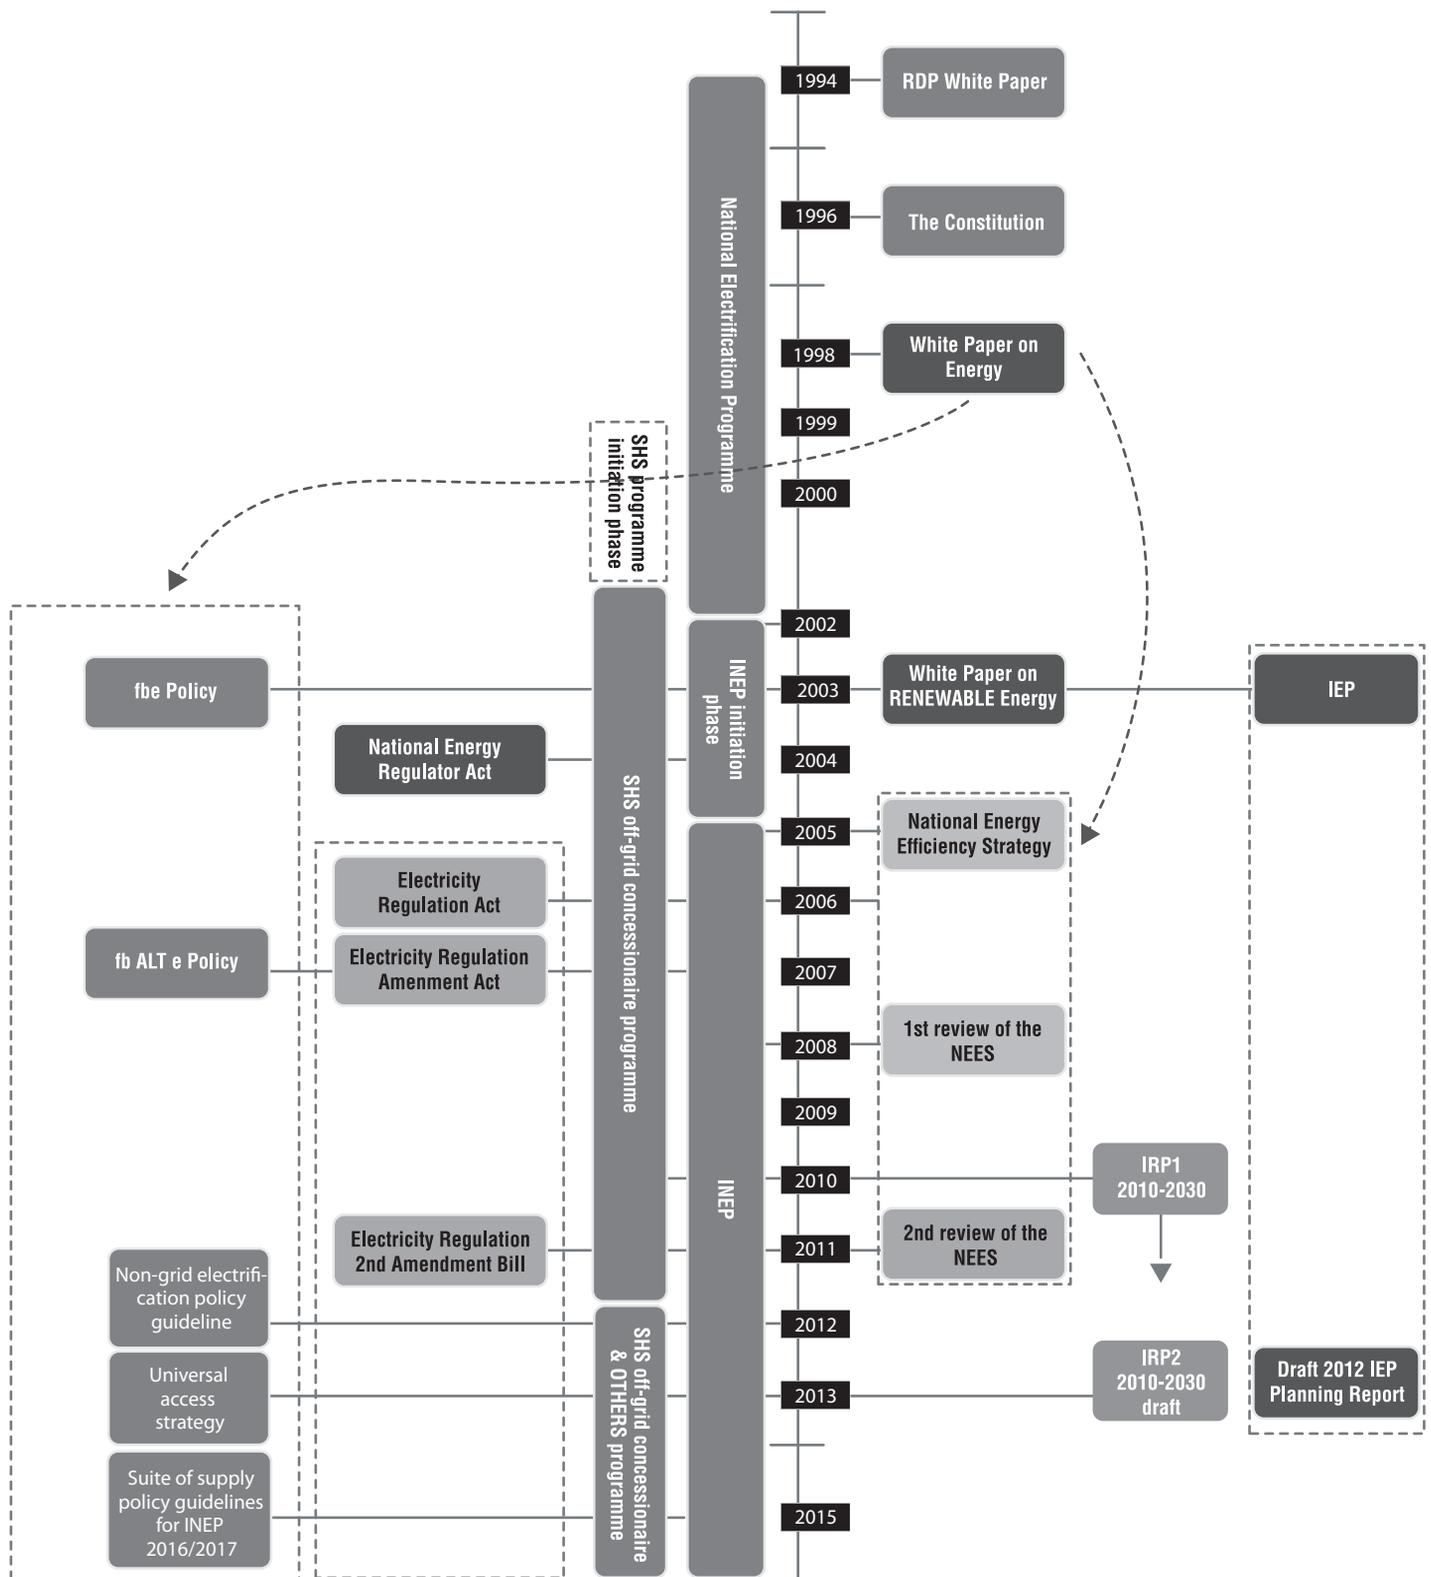 1994
RDP White Paper
National Electrification Programme
1996
The Constitution
1998
White Paper on
Energy
1999
SHS programme
initiation phase
2000
2002
fbe Policy
INEP initiation
phase
2003
White Paper on
RENEWABLE Energy
IEP
National Energy
Regulator Act
2004
SHS off-grid concessionaire programme
2005
National Energy
Efficiency Strategy
Electricity
Regulation Act
2006
fb ALT e Policy
Electricity Regulation
Amenment Act
2007
2008
1st review of the
NEES
2009
INEP
2010
IRP1
2010-2030
Electricity Regulation
2nd Amendment Bill
2011
2nd review of the
NEES
Non-grid electrifi-
cation policy
guideline
2012
SHS off-grid concessionaire
& OTHERS programme
Universal
access
strategy
2013
IRP2
2010-2030
draft
Draft 2012 IEP
Planning Report
Suite of supply
policy guidelines
for INEP
2016/2017
2015